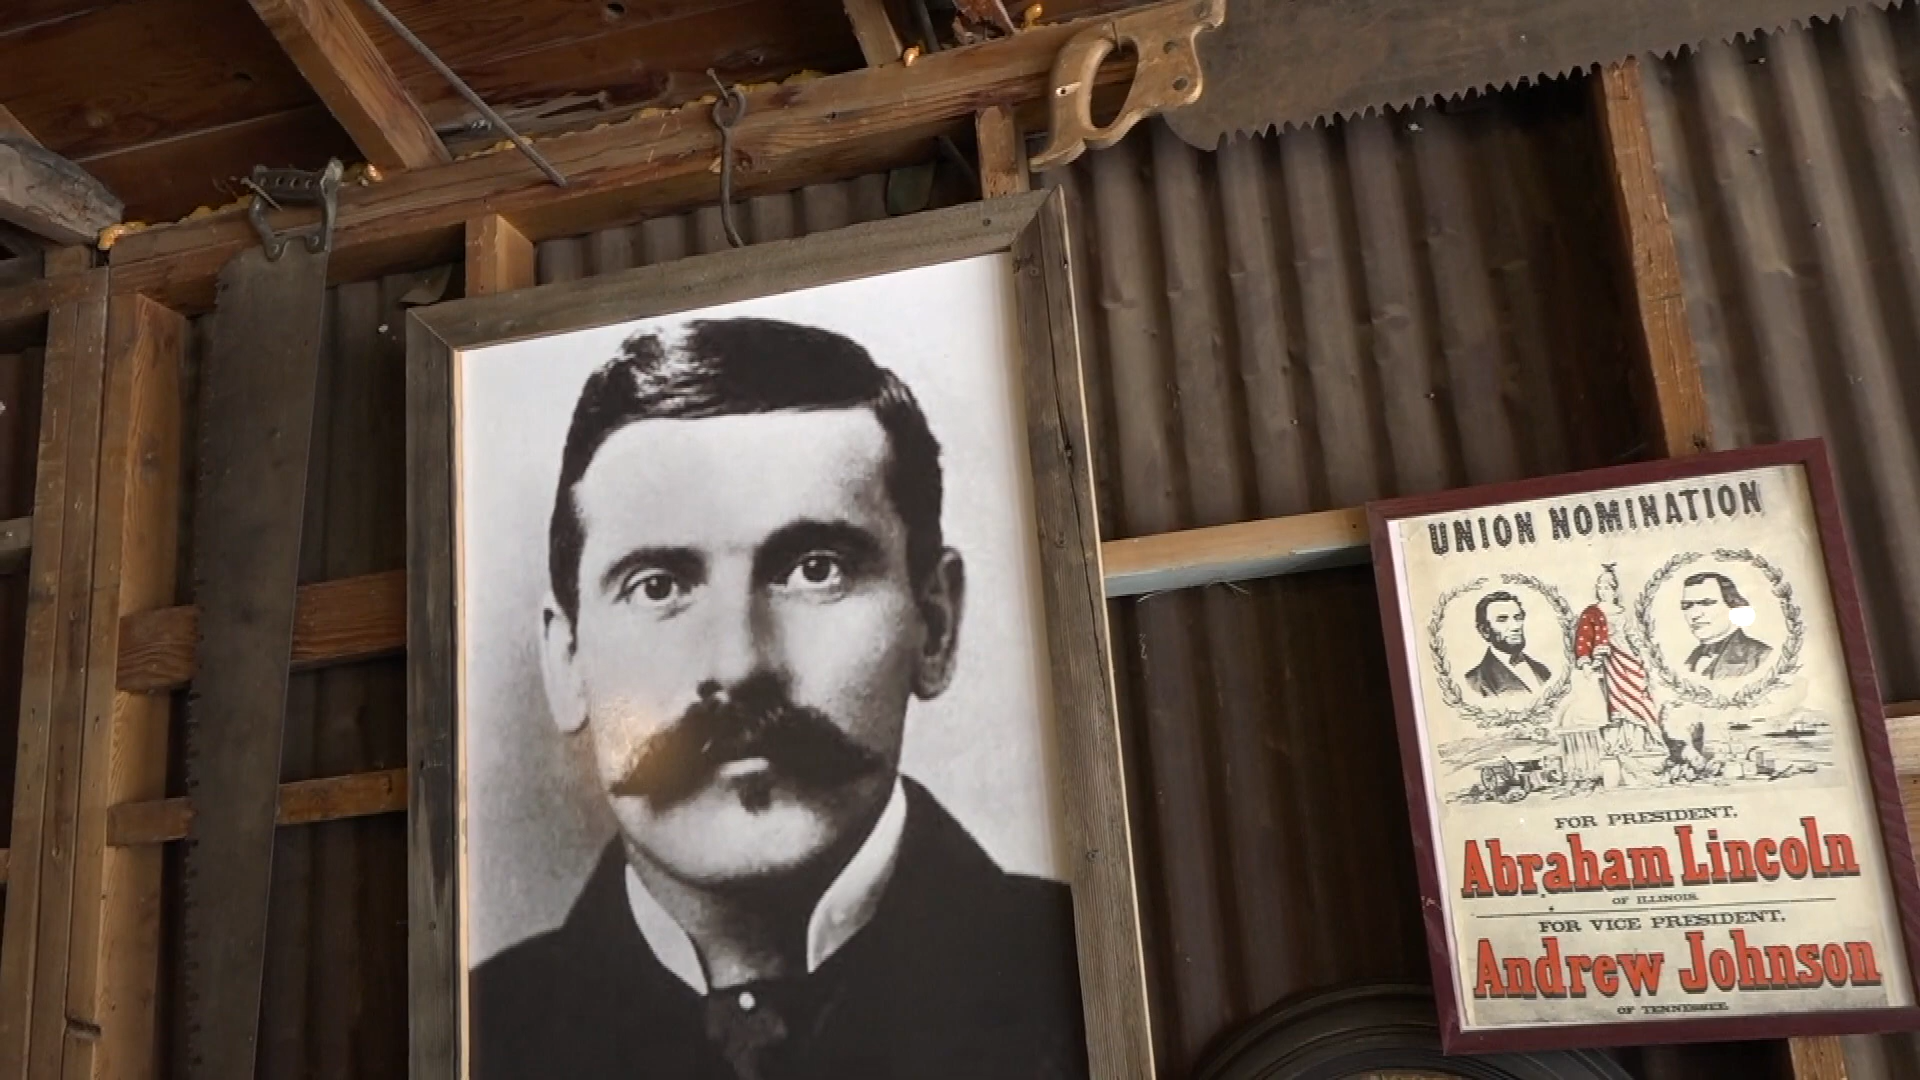 UNION NOMINATION
FOR PRESIDENT,
Abraham Lincoln
OF ILLINOIS.
FOR VICE PRESIDENT,
Andrew Johnson
OF TENNESSEE.